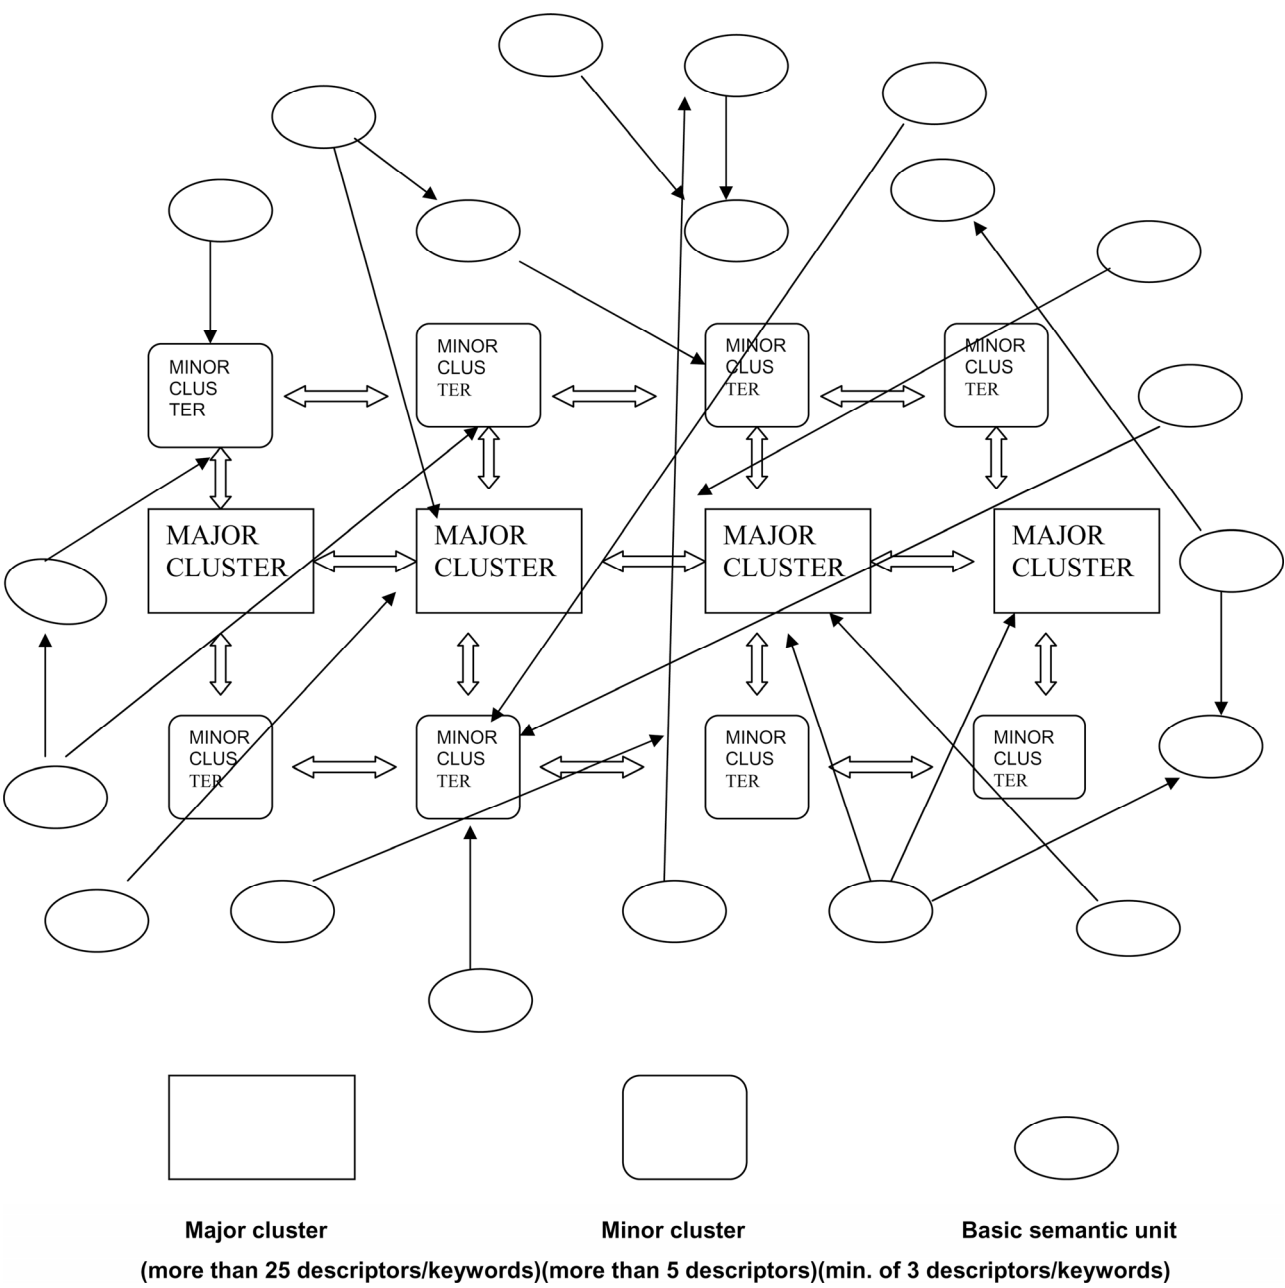 MINOR
CLUS
TER
MINOR
CLUS
TER
MINOR
CLUS
TER
MINOR
CLUS
TER
MAJOR
CLUSTER
MAJOR
CLUSTER
MAJOR
CLUSTER
MAJOR
CLUSTER
MINOR
CLUS
TER
MINOR
CLUS
TER
MINOR
CLUS
TER
MINOR
CLUS
TER
Major cluster
Minor cluster
Basic semantic unit
(more than 25 descriptors/keywords)(more than 5 descriptors)(min. of 3 descriptors/keywords)